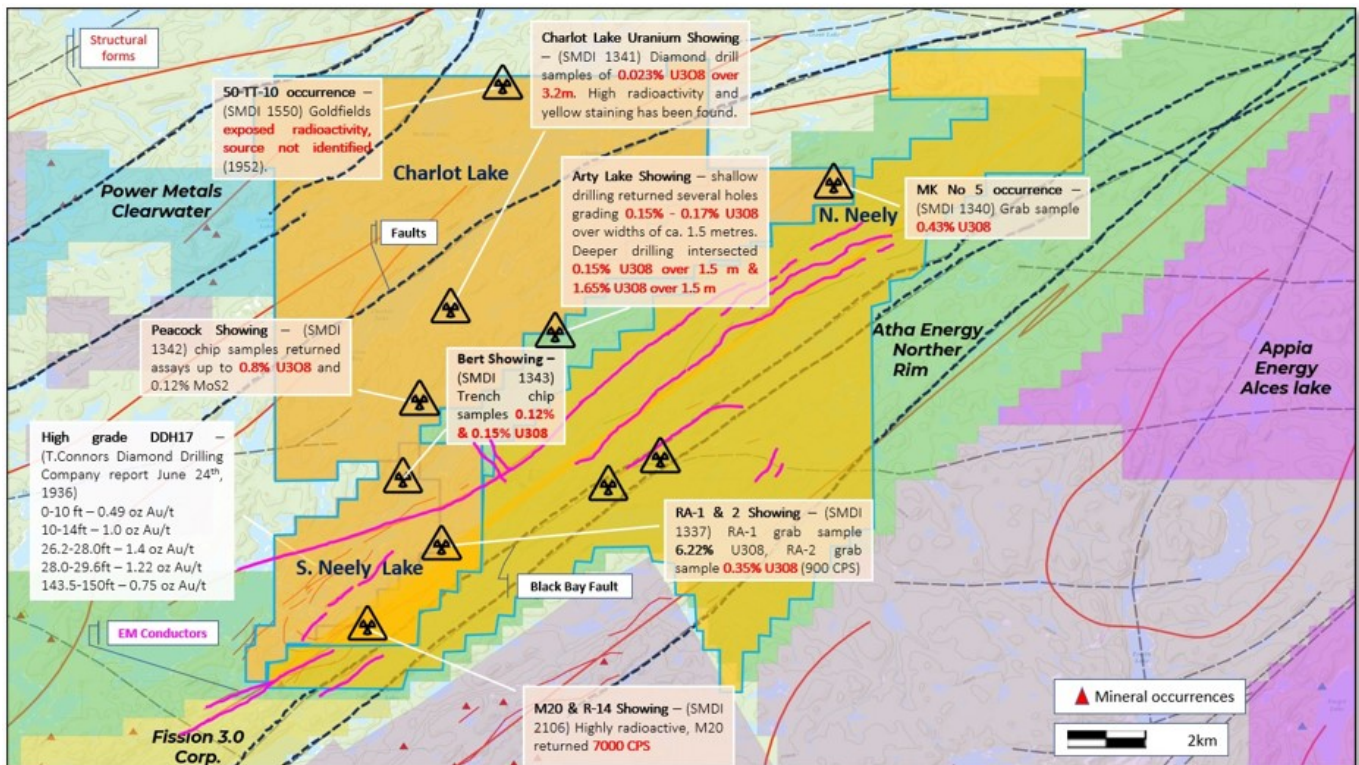 Structural
forms
50-TT-10 occurrence –
(SMDI 1550) Goldfields
exposed radioactivity,
source not identified
(1952).
Charlot Lake Uranium Showing
– (SMDI 1341) Diamond drill
samples of 0.023% U3O8 over
3.2m. High radioactivity and
yellow staining has been found.
Power Metals
Clearwater
Charlot Lake
Faults
Arty Lake Showing – shallow
drilling returned several holes
grading 0.15% - 0.17% U308
over widths of ca. 1.5 metres.
Deeper drilling intersected
0.15% U308 over 1.5 m &
1.65% U308 over 1.5 m
N. Neely
MK No 5 occurrence –
(SMDI 1340) Grab sample
0.43% U308
Peacock Showing – (SMDI
1342) chip samples returned
assays up to 0.8% U3O8 and
0.12% MoS2
Bert Showing –
(SMDI 1343)
Trench chip
samples 0.12%
& 0.15% U308
Atha Energy
Norther
Rim
Appia
Energy
Alces lake
High grade DDH17 –
(T.Connors Diamond Drilling
Company report June 24th,
1936)
0-10 ft – 0.49 oz Au/t
10-14ft – 1.0 oz Au/t
26.2-28.0ft – 1.4 oz Au/t
28.0-29.6ft – 1.22 oz Au/t
143.5-150ft – 0.75 oz Au/t
S. Neely Lake
RA-1 & 2 Showing – (SMDI
1337) RA-1 grab sample
6.22% U308, RA-2 grab
sample 0.35% U308 (900 CPS)
Black Bay Fault
EM Conductors
M20 & R-14 Showing – (SMDI
2106) Highly radioactive, M20
returned 7000 CPS
Fission 3.0
Corp.
Mineral occurrences
2km